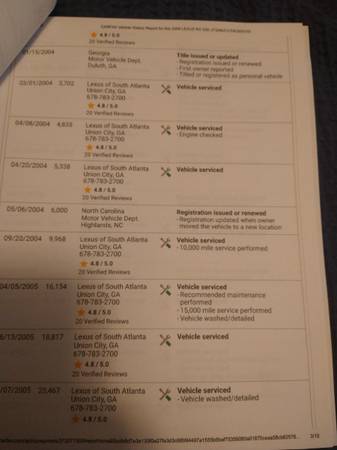 CARFAX Vehicle History Report for this
4.8 / 5.0
20 Verified Reviews
/15/2004 Georgia Title issued or updated
Motor Vehicle Dept. - Registration issued or renewed
Duluth, GA - First owner reported
- Titled or registered as personal vehicle
03/01/2004 3,702 Lexus of South Atlanta Vehicle serviced
Union City, GA
678-783-2700
4.8 / 5.0
20 Verified Reviews
04/08/2004 4,835 Lexus of South Atlanta Vehicle serviced
Union City, GA - Engine checked
678-783-2700
4.8 / 5.0
20 Verified Reviews
04/20/2004 5,338 Lexus of South Atlanta Vehicle serviced
Union City, GA
678-783-2700
4.8 / 5.0
20 Verified Reviews
05/06/2004 6,000 North Carolina Registration issued or renewed
Motor Vehicle Dept. - Registration updated when owner
Highlands, NC moved the vehicle to a new location
09/20/2004 9,968 Lexus of South Atlanta Vehicle serviced
Union City, GA - 10,000 mile service performed
678-783-2700
4.8 / 5.0
20 Verified Reviews
04/05/2005 16,154 Lexus of South Atlanta Vehicle serviced
Union City, GA - Recommended maintenance
678-783-2700 performed
4.8 / 5.0 - 15,000 mile service performed
20 Verified Reviews - Vehicle washed/detailed
/13/2005 18,817 Lexus of South Atlanta Vehicle serviced
Union City, GA
678-783-2700
4.8 / 5.0
20 Verified Reviews
/07/2005 23,467 Lexus of South Atlanta Vehicle serviced
Union City, GA - Vehicle washed/detailed
678-783-2700
4.8 / 5.0
3/10